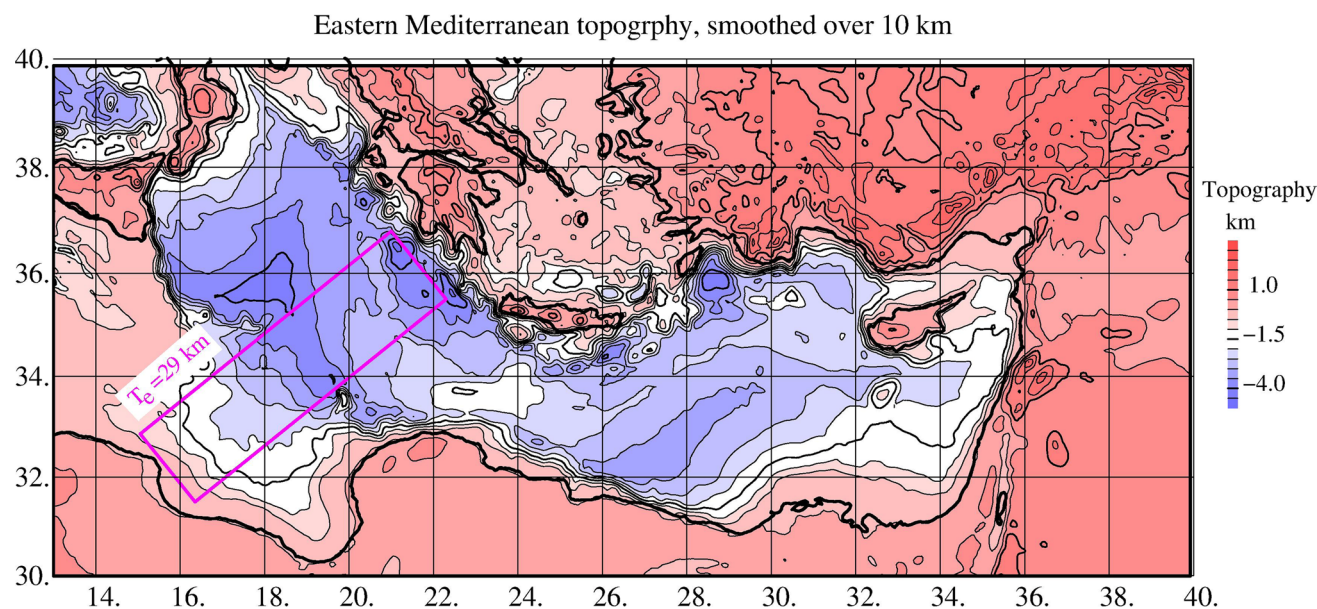 Eastern Mediterranean topogrphy, smoothed over 10 km
40.
38.
36.
34.
32.
30.
14. 16. 18. 20. 22. 24. 26. 28. 30. 32. 34. 36. 38. 40.
Te=29 km
Topography
km
1.0
−1.5
−4.0